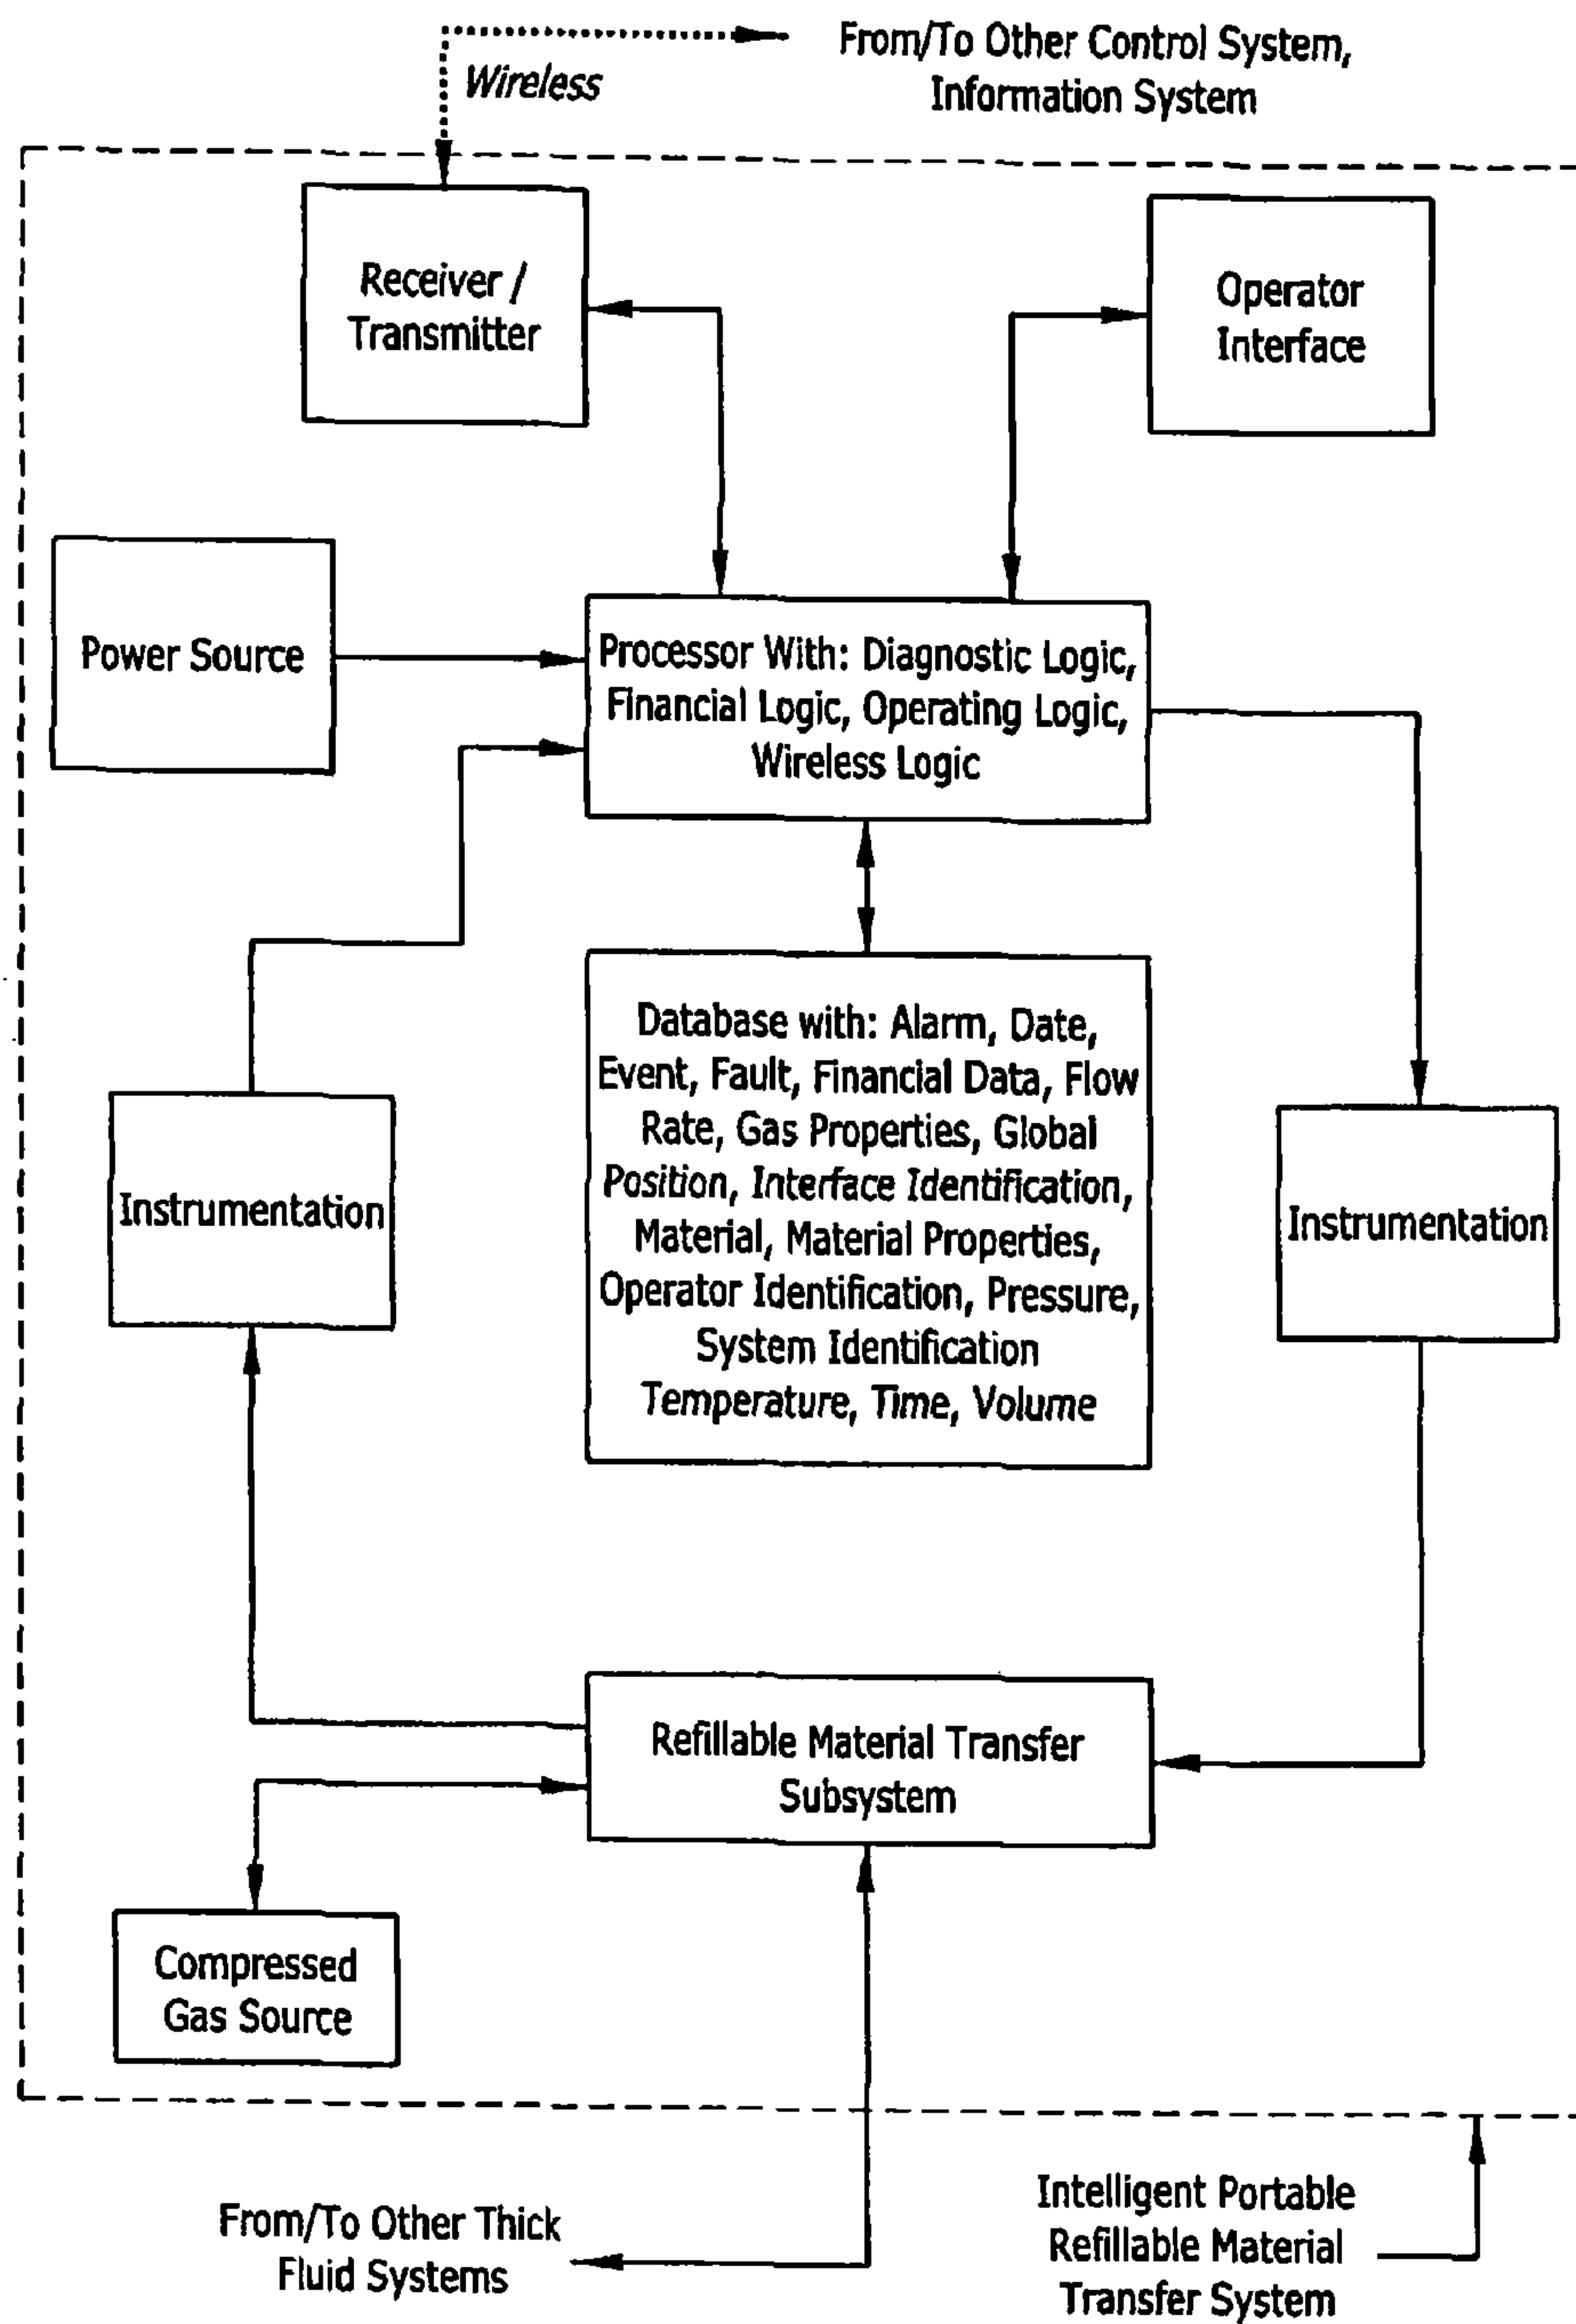 From/To Other Control System,
Information System
Wireless
Receiver /
Transmitter
Operator
Interface
Power Source
Processor With: Diagnostic Logic,
Financial Logic, Operating Logic,
Wireless Logic
Database with: Alarm, Date,
Event, Fault, Financial Data, Flow
Rate, Gas Properties, Global
Position, Interface Identification,
Material, Material Properties,
Operator Identification, Pressure,
System Identification
Temperature, Time, Volume
Instrumentation
Instrumentation
Refillable Material Transfer
Subsystem
Compressed
Gas Source
From/To Other Thick
Fluid Systems
Intelligent Portable
Refillable Material
Transfer System